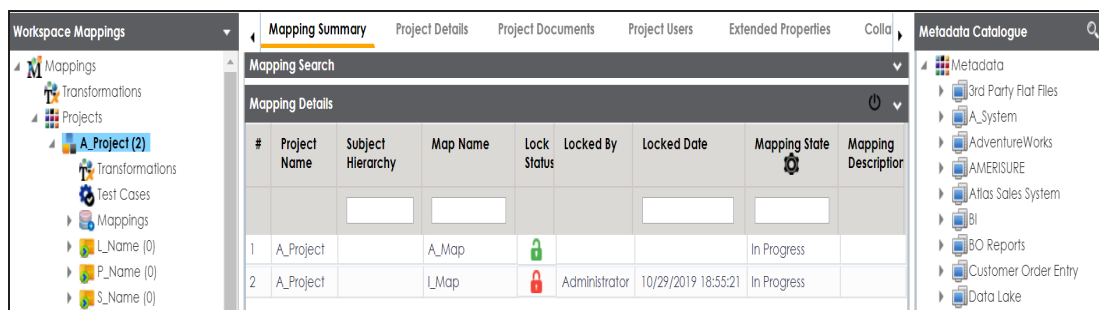 Workspace Mappings
Mappings
Transformations
Projects
A_Project (2)
Transformations
Test Cases
Mappings
L_Name (0)
P_Name (0)
S_Name (0)
Mapping Summary Project Details Project Documents Project Users Extended Properties Colla
Mapping Search
Mapping Details
# Project Name Subject Hierarchy Map Name Lock Status Locked By Locked Date Mapping State Mapping Description
1 A_Project A_Map In Progress
2 A_Project I_Map Administrator 10/29/2019 18:55:21 In Progress
Metadata Catalogue
Metadata
3rd Party Flat Files
A_System
AdventureWorks
AMERISURE
Atlas Sales System
BI
BO Reports
Customer Order Entry
Data Lake